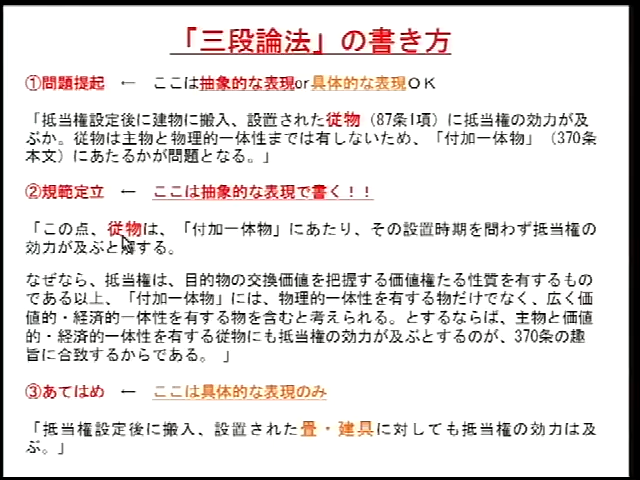 「三段論法」の書き方
①問題提起 ← ここは抽象的な表現or具体的な表現OK
「抵当権設定後に建物に搬入、設置された従物（87条1項）に抵当権の効力が及
ぶか。従物は主物と物理的一体性までは有しないため、「付加一体物」（370条
本文）にあたるかが問題となる。」
②規範定立 ← ここは抽象的な表現で書く！！
「この点、従物は、「付加一体物」にあたり、その設置時期を問わず抵当権の
効力が及ぶと解する。
なぜなら、抵当権は、目的物の交換価値を把握する価値権たる性質を有するもの
である以上、「付加一体物」には、物理的一体性を有する物だけでなく、広く価
値的・経済的一体性を有する物を含むと考えられる。とするならば、主物と価値
的・経済的一体性を有する従物にも抵当権の効力が及ぶとするのが、370条の趣
旨に合致するからである。 」
③あてはめ ← ここは具体的な表現のみ
「抵当権設定後に搬入、設置された畳・建具に対しても抵当権の効力は及
ぶ。」